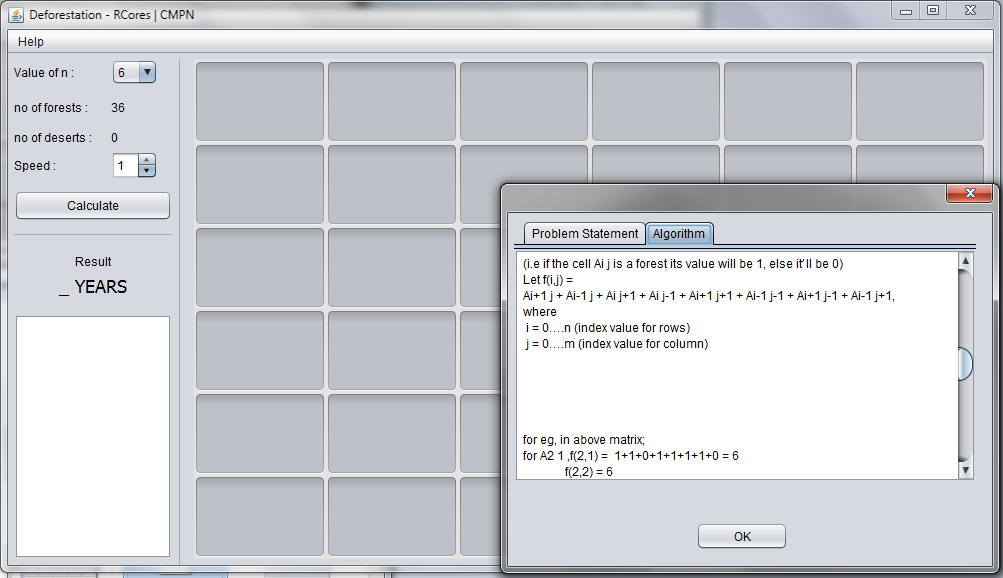 Deforestation - RCores | CMPN
Help
Value of n :
6
no of forests :
36
no of deserts :
0
Speed :
1
Calculate
Result
_ YEARS
Problem Statement
Algorithm
(i.e if the cell Ai j is a forest its value will be 1, else it'll be 0)
Let f(i,j) =
Ai+1 j + Ai-1 j + Ai j+1 + Ai j-1 + Ai+1 j+1 + Ai-1 j-1 + Ai+1 j-1 + Ai-1 j+1,
where
i = 0....n (index value for rows)
j = 0....m (index value for column)
for eg, in above matrix;
for A2 1 ,f(2,1) = 1+1+0+1+1+1+1+0 = 6
f(2,2) = 6
OK